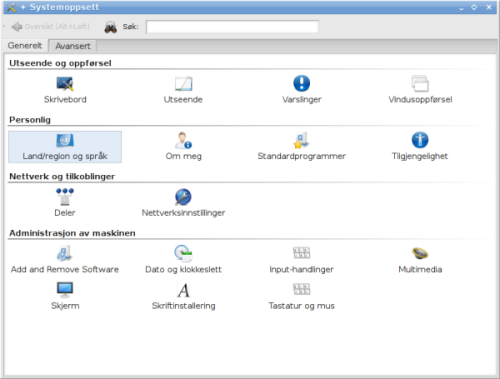 + Systemoppsett
Oversikt (Alt+Left) Søk:
Generelt Avansert
Utseende og oppførsel
Skrivebord Utseende Varslinger Vindusoppførsel
Personlig
Land/region og språk Om meg Standardprogrammer Tilgjengelighet
Nettverk og tilkoblinger
Deler Nettverksinnstillinger
Administrasjon av maskinen
Add and Remove Software Dato og klokkeslett Input-handlinger Multimedia
Skjerm Skriftinstallering Tastatur og mus